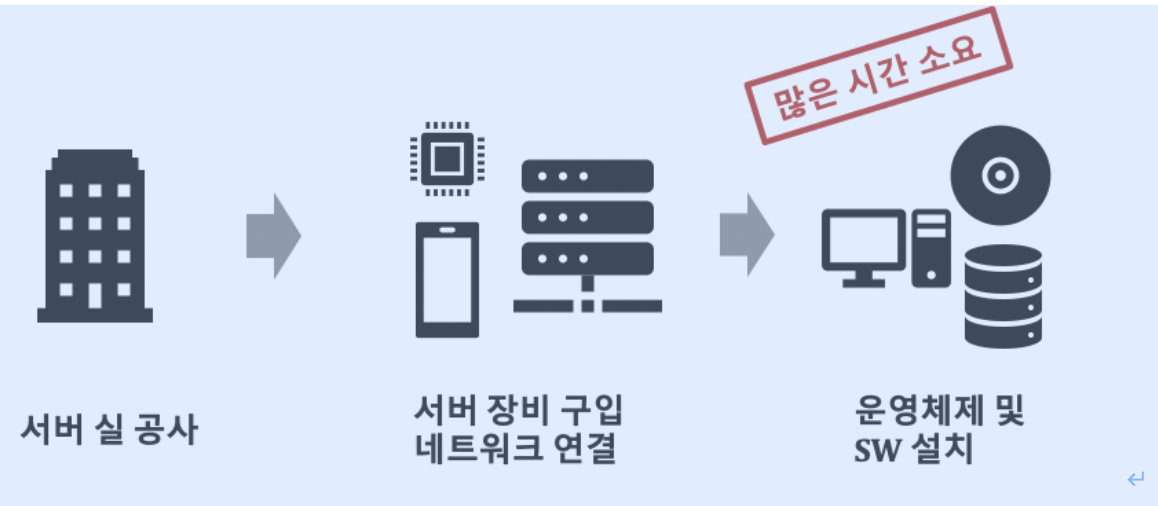 많은 시간 소요
서버 실 공사
서버 장비 구입
네트워크 연결
운영체제 및
SW 설치